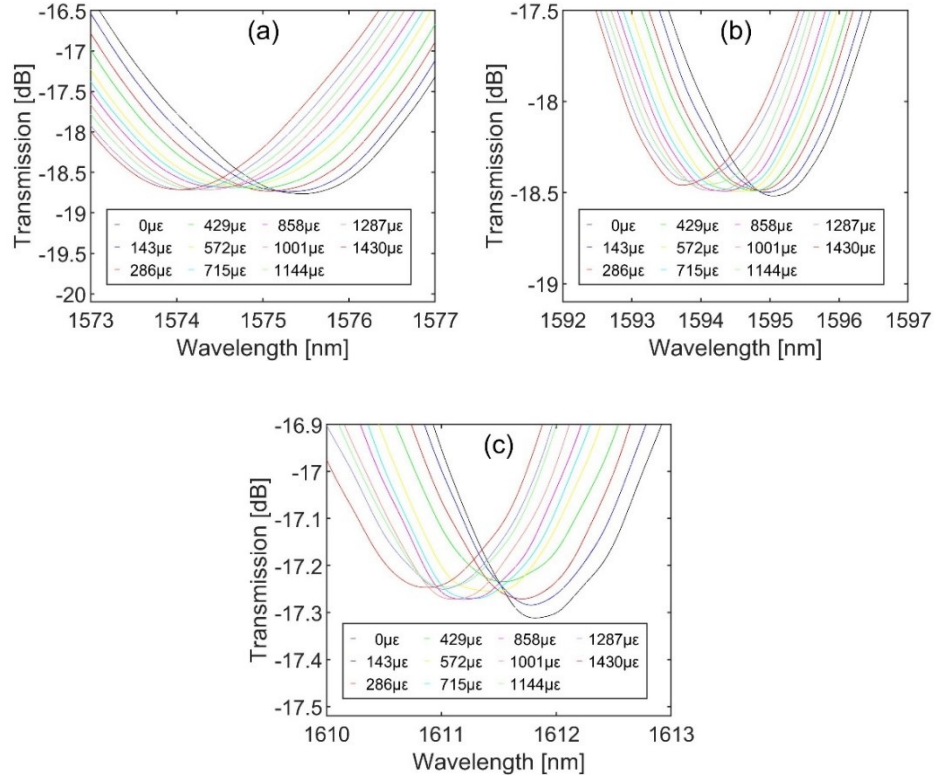 (a)
Transmission [dB]
-16.5
-17
-17.5
-18
-18.5
-19
-19.5
-20
0με 429με 858με 1287με
143με 572με 1001με 1430με
286με 715με 1144με
1573 1574 1575 1576 1577
Wavelength [nm]
(b)
Transmission [dB]
-17.5
-18
-18.5
-19
0με 429με 858με 1287με
143με 572με 1001με 1430με
286με 715με 1144με
1592 1593 1594 1595 1596 1597
Wavelength [nm]
(c)
Transmission [dB]
-16.9
-17
-17.1
-17.2
-17.3
-17.4
-17.5
0με 429με 858με 1287με
143με 572με 1001με 1430με
286με 715με 1144με
1610 1611 1612 1613
Wavelength [nm]